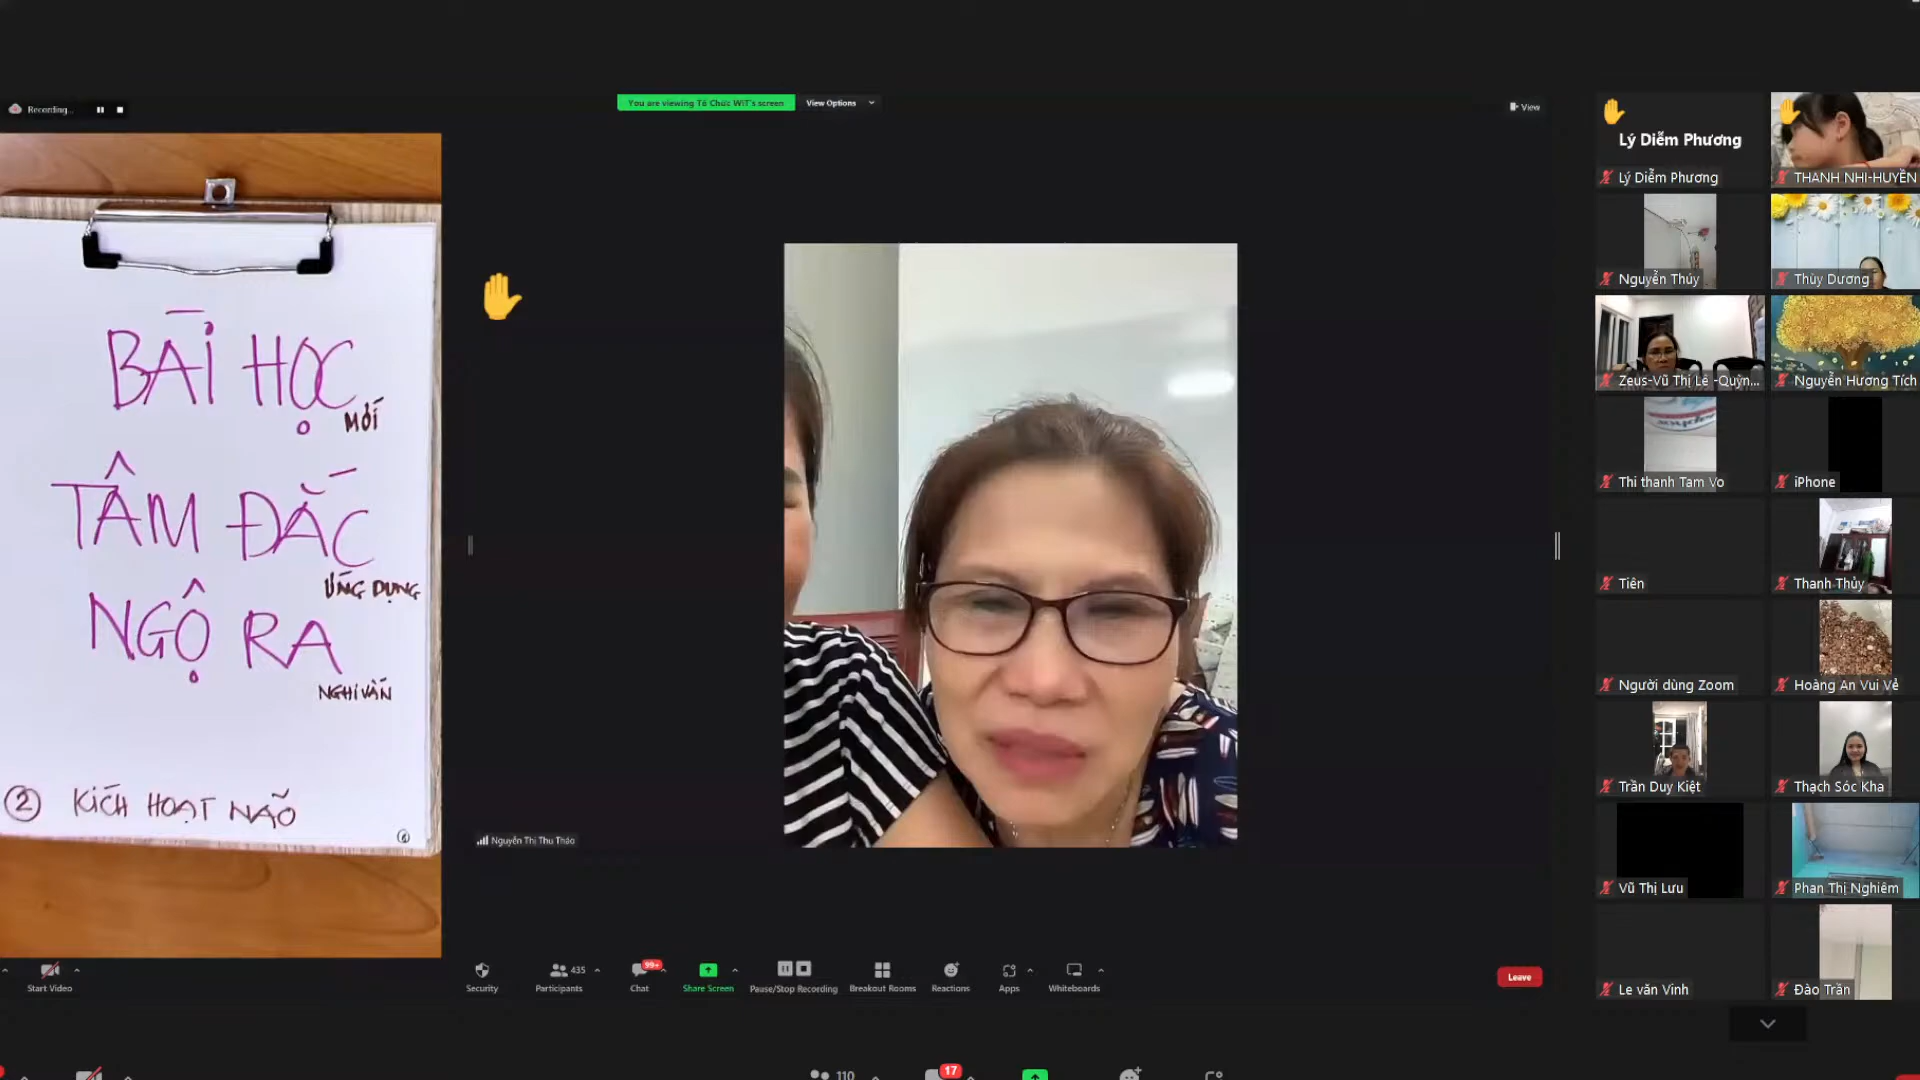 Recording...
You are viewing Tổ Chức WIT's screen
View Options
View
BÀI HỌC
MỚI
TÂM ĐẮC
ỨNG DỤNG
NGỘ RA
NGHI VẤN
2 KÍCH HOẠT NÃO
Nguyễn Thị Thu Thảo
Lý Diễm Phương
Lý Diễm Phương
THANH NHI-HUYỀN
Nguyễn Thúy
Thùy Dương
Zeus-Vũ Thị Lê -Quỳn...
Nguyễn Hương Tích
Thi thanh Tam Vo
iPhone
Tiên
Thanh Thủy
Người dùng Zoom
Hoàng An Vui Vẻ
Trần Duy Kiệt
Thạch Sóc Kha
Vũ Thị Lưu
Phan Thị Nghiêm
Le văn Vinh
Đào Trần
Start Video
Security
435
Participants
99+
Chat
Share Screen
Pause/Stop Recording
Breakout Rooms
Reactions
Apps
Whiteboards
Leave
110
17